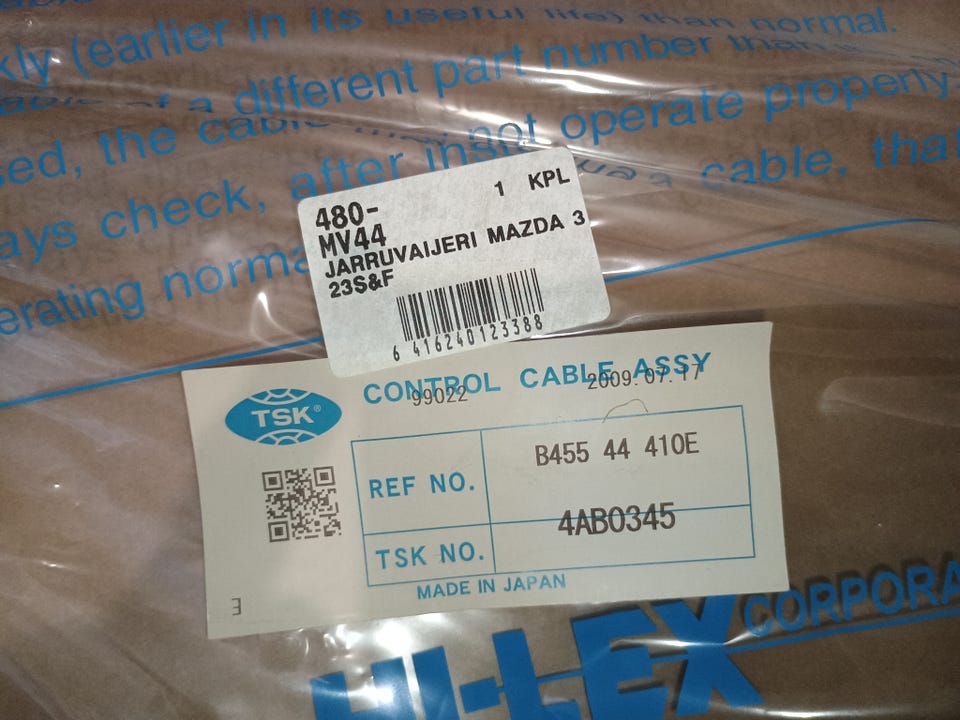 kly (earlier in its useful life) than normal.
of a different part number than
sed, the cable may not operate properly.
ays check, after cable, that
erating norma
480-
1 KPL
MV44
JARRUVAIJERI MAZDA 3
23S&F
6 416240 123388
CONTROL CABLE ASSY
99022
2009.07.17
TSK®
REF NO.
B455 44 410E
4AB0345
TSK NO.
MADE IN JAPAN
3
HI-LEX CORPORA